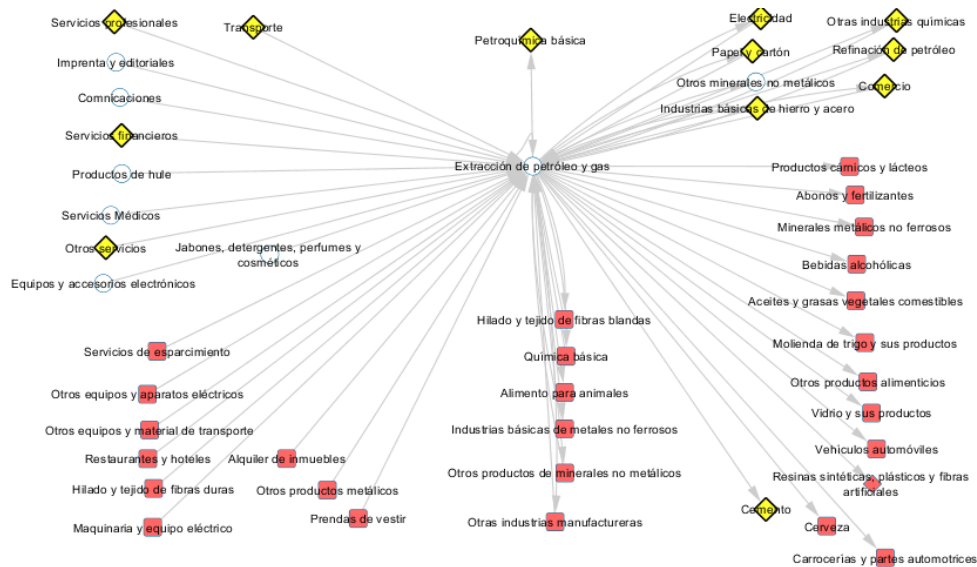 Servicios profesionales
Transporte
Electricidad
Otras industrias químicas
Petroquímica básica
Papel y cartón
Refinación de petróleo
Imprenta y editoriales
Otros minerales no metálicos
Comercio
Comnicaciones
Industrias básicas de hierro y acero
Servicios financieros
Extracción de petróleo y gas
Productos cárnicos y lácteos
Productos de hule
Abonos y fertilizantes
Servicios Médicos
Minerales metálicos no ferrosos
Otros servicios
Jabones, detergentes, perfumes y
cosméticos
Bebidas alcohólicas
Equipos y accesorios electrónicos
Aceites y grasas vegetales comestibles
Hilado y tejido de fibras blandas
Molienda de trigo y sus productos
Servicios de esparcimiento
Química básica
Otros productos alimenticios
Otros equipos y aparatos eléctricos
Alimento para animales
Vidrio y sus productos
Otros equipos y material de transporte
Industrias básicas de metales no ferrosos
Vehículos automóviles
Restaurantes y hoteles
Alquiler de inmuebles
Otros productos de minerales no metálicos
Resinas sintéticas, plásticos y fibras
artificiales
Hilado y tejido de fibras duras
Otros productos metálicos
Cemento
Prendas de vestir
Otras industrias manufactureras
Cerveza
Maquinaria y equipo eléctrico
Carrocerías y partes automotrices